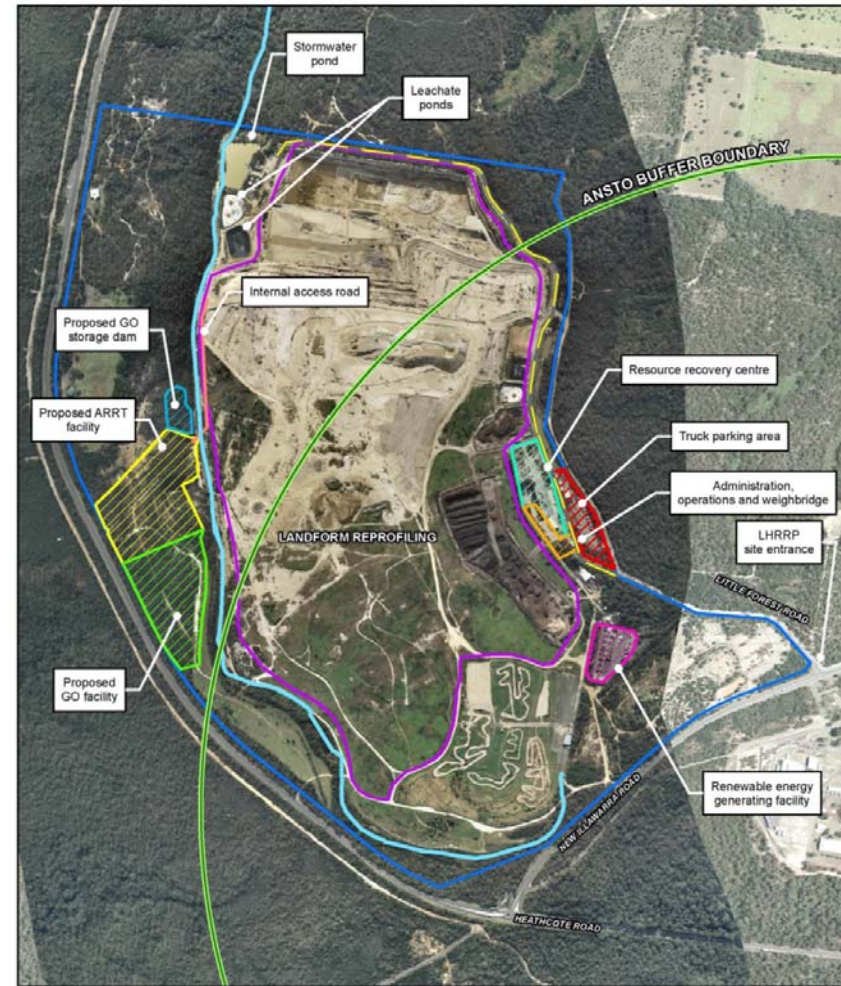 Stormwater
pond
Leachate
ponds
ANSTO BUFFER BOUNDARY
Internal access road
Proposed GO
storage dam
Resource recovery centre
Proposed ARRT
facility
Truck parking area
Administration,
operations and weighbridge
LHRRP
site entrance
LANDFORM REPROFILING
LITTLE FOREST ROAD
Proposed
GO facility
Renewable energy
generating facility
NEW ILLAWARRA ROAD
HEATHCOTE ROAD